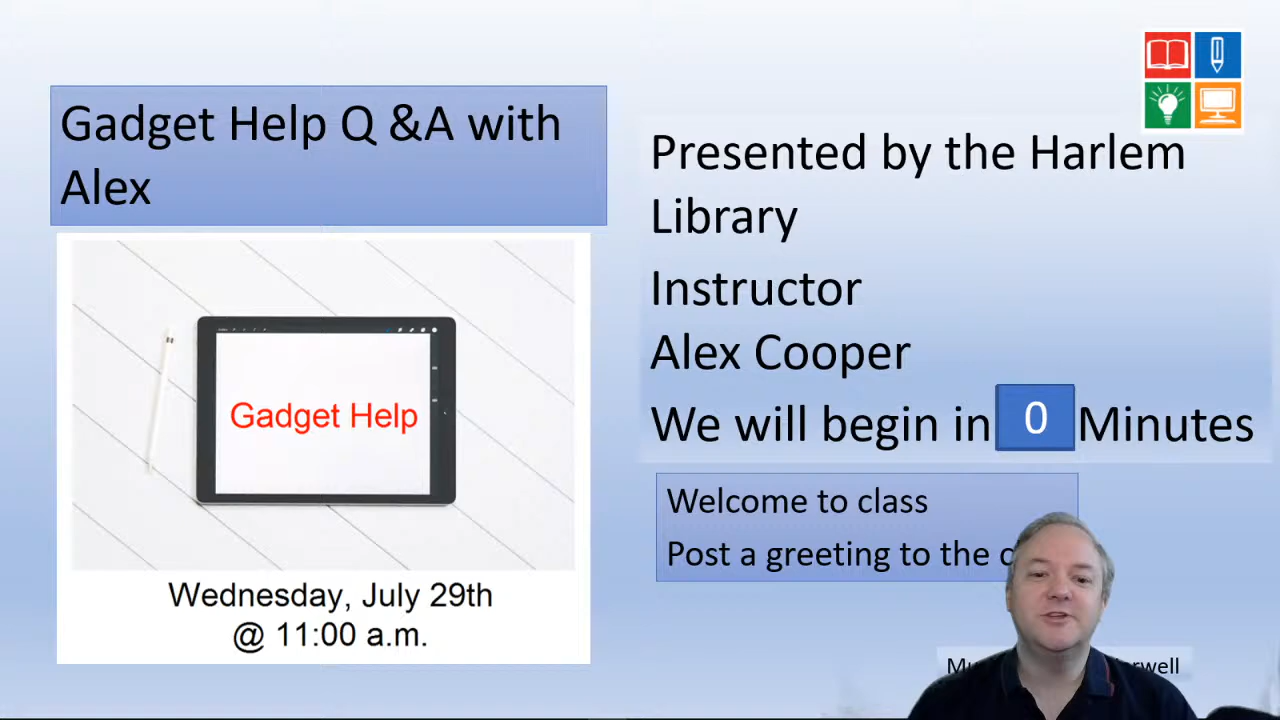 Gadget Help Q &A with
Alex
Gadget Help
Wednesday, July 29th
@ 11:00 a.m.
Presented by the Harlem
Library
Instructor
Alex Cooper
We will begin in 0 Minutes
Welcome to class
Post a greeting to the